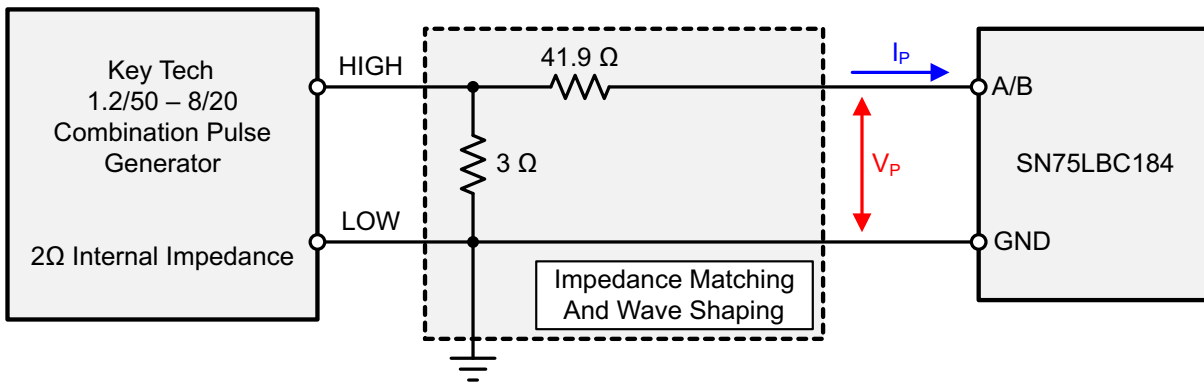 Key Tech
1.2/50 – 8/20
Combination Pulse
Generator
2Ω Internal Impedance
HIGH
LOW
41.9 Ω
3 Ω
Impedance Matching
And Wave Shaping
IP
VP
A/B
SN75LBC184
GND